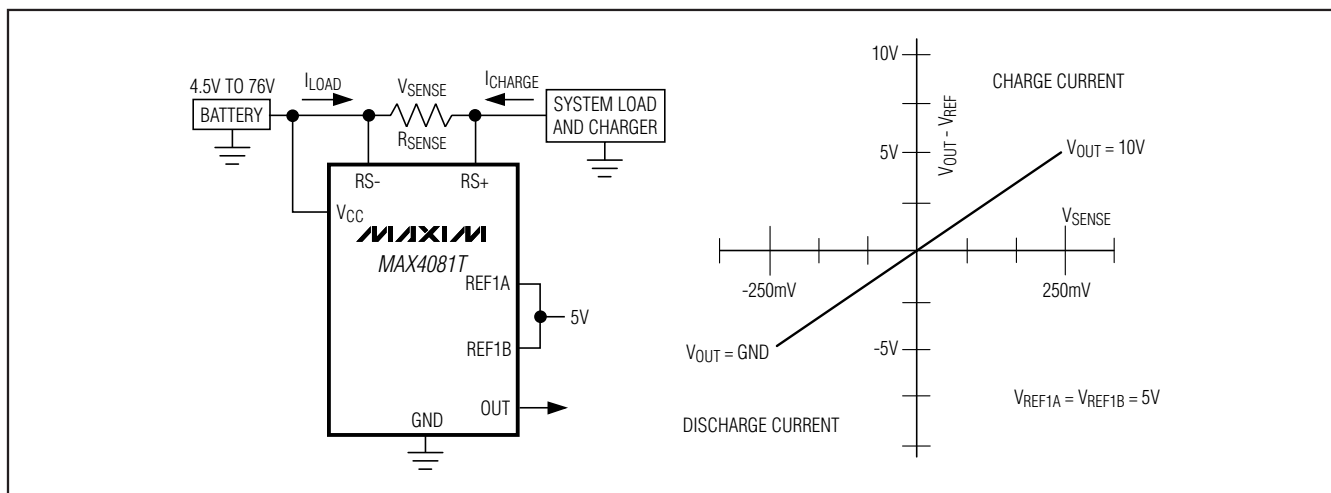 4.5V TO 76V
BATTERY
ILOAD
VSENSE
RSENSE
ICHARGE
SYSTEM LOAD
AND CHARGER
RS-
RS+
VCC
MAXIM
MAX4081T
REF1A
5V
REF1B
OUT
GND
10V
CHARGE CURRENT
VOUT - VREF
5V
VOUT = 10V
VSENSE
-250mV
250mV
VOUT = GND
-5V
VREF1A = VREF1B = 5V
DISCHARGE CURRENT